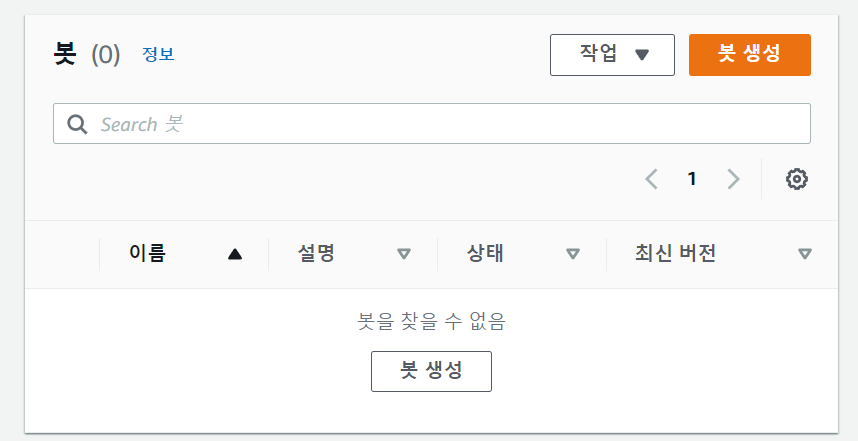 봇 (0) 정보 작업 봇 생성
Search 봇
1
이름 설명 상태 최신 버전
봇을 찾을 수 없음
봇 생성